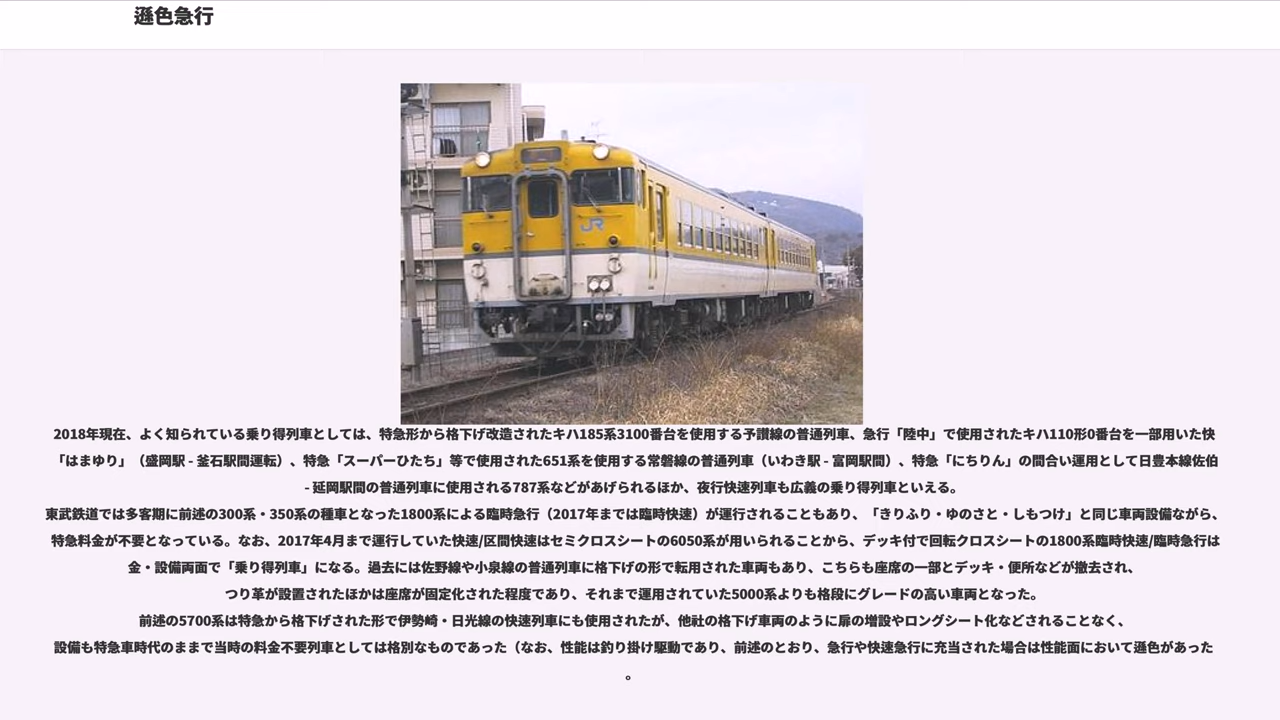 遜色急行
JR
2018年現在、よく知られている乗り得列車としては、特急形から格下げ改造されたキハ185系3100番台を使用する予讃線の普通列車、急行「陸中」で使用されたキハ110形0番台を一部用いた快
「はまゆり」（盛岡駅 - 釜石駅間運転）、特急「スーパーひたち」等で使用された651系を使用する常磐線の普通列車（いわき駅 - 富岡駅間）、特急「にちりん」の間合い運用として日豊本線佐伯
- 延岡駅間の普通列車に使用される787系などがあげられるほか、夜行快速列車も広義の乗り得列車といえる。
東武鉄道では多客期に前述の300系・350系の種車となった1800系による臨時急行（2017年までは臨時快速）が運行されることもあり、「きりふり・ゆのさと・しもつけ」と同じ車両設備ながら、
特急料金が不要となっている。なお、2017年4月まで運行していた快速/区間快速はセミクロスシートの6050系が用いられることから、デッキ付で回転クロスシートの1800系臨時快速/臨時急行は
金・設備両面で「乗り得列車」になる。過去には佐野線や小泉線の普通列車に格下げの形で転用された車両もあり、こちらも座席の一部とデッキ・便所などが撤去され、
つり革が設置されたほかは座席が固定化された程度であり、それまで運用されていた5000系よりも格段にグレードの高い車両となった。
前述の5700系は特急から格下げされた形で伊勢崎・日光線の快速列車にも使用されたが、他社の格下げ車両のように扉の増設やロングシート化などされることなく、
設備も特急車時代のままで当時の料金不要列車としては格別なものであった（なお、性能は釣り掛け駆動であり、前述のとおり、急行や快速急行に充当された場合は性能面において遜色があった
。